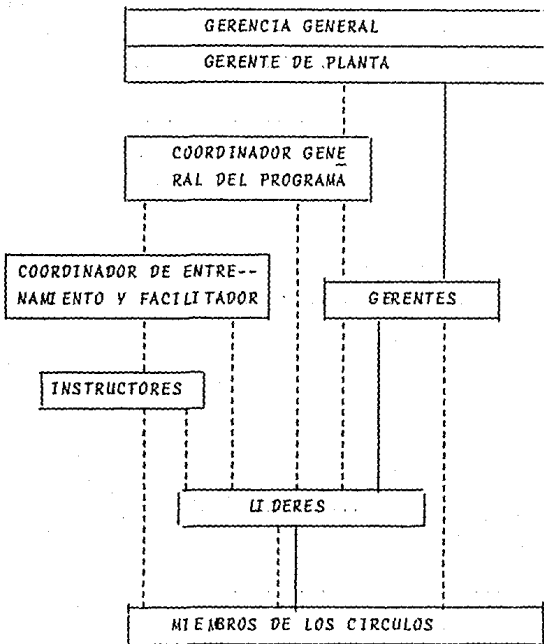 GERENCIA GENERAL
GERENTE DE PLANTA
COORDINADOR GENE
RAL DEL PROGRAMA
COORDINADOR DE ENTRE--
NAMIENTO Y FACILITADOR
GERENTES
INSTRUCTORES
LIDERES
MIEMBROS DE LOS CIRCULOS